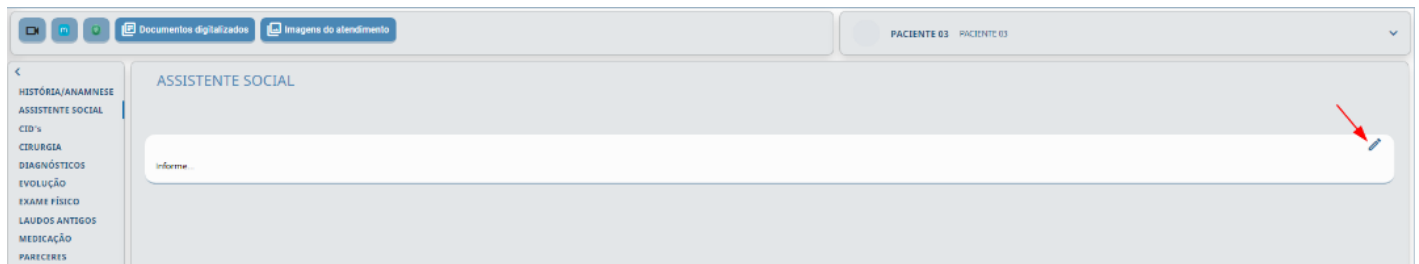 Documentos digitalizados
Imagens do atendimento
PACIENTE 03 PACIENTE 03
HISTÓRIA/ANAMNESE
ASSISTENTE SOCIAL
CID's
CIRURGIA
DIAGNÓSTICOS
EVOLUÇÃO
EXAME FÍSICO
LAUDOS ANTIGOS
MEDICAÇÃO
PARECERES
ASSISTENTE SOCIAL
Informe...